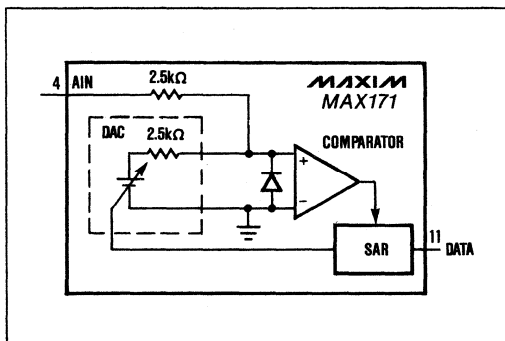 4 AIN
2.5kΩ
MAXIM
MAX171
DAC
2.5kΩ
COMPARATOR
+
−
SAR
11
DATA